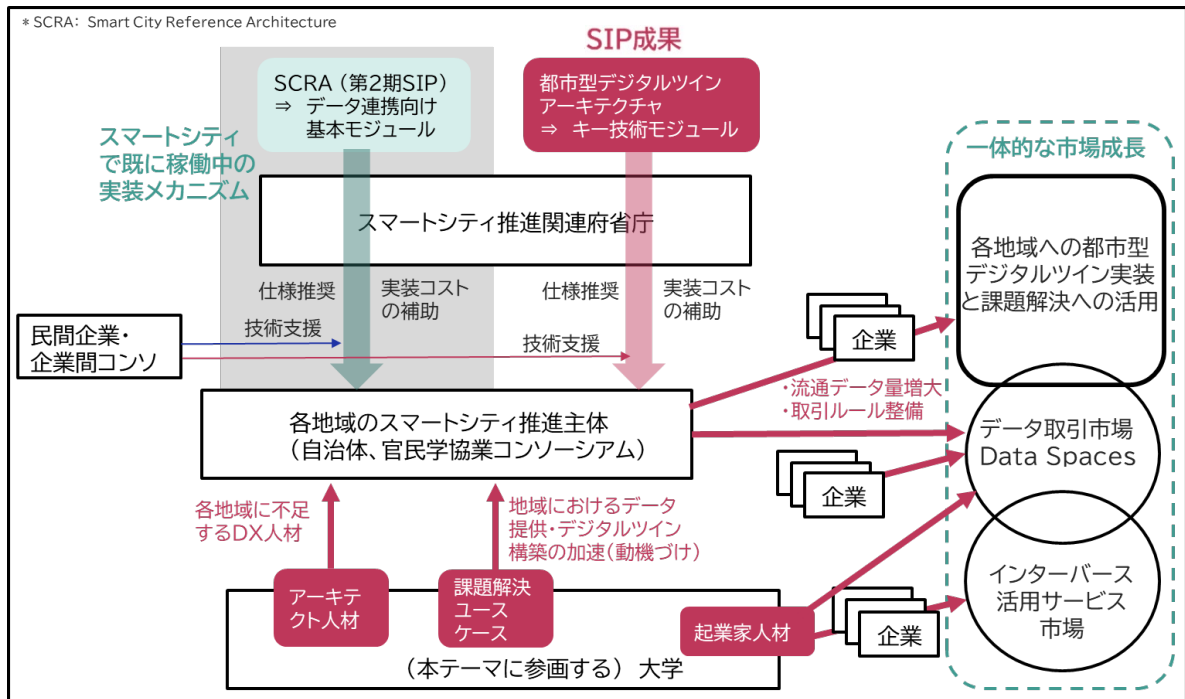 * SCRA: Smart City Reference Architecture
SIP成果
SCRA（第2期SIP）
⇒ データ連携向け
基本モジュール
都市型デジタルツイン
アーキテクチャ
⇒ キー技術モジュール
スマートシティ
で既に稼働中の
実装メカニズム
一体的な市場成長
スマートシティ推進関連府省庁
各地域への都市型
デジタルツイン実装
と課題解決への活用
仕様推奨
実装コスト
の補助
仕様推奨
実装コスト
の補助
民間企業・
企業間コンソ
技術支援
技術支援
企業
・流通データ量増大
・取引ルール整備
各地域のスマートシティ推進主体
（自治体、官民学協業コンソーシアム）
データ取引市場
Data Spaces
企業
各地域に不足
するDX人材
地域におけるデータ
提供・デジタルツイン
構築の加速（動機づけ）
アーキテ
クト人材
課題解決
ユース
ケース
起業家人材
企業
インターバース
活用サービス
市場
（本テーマに参画する）大学